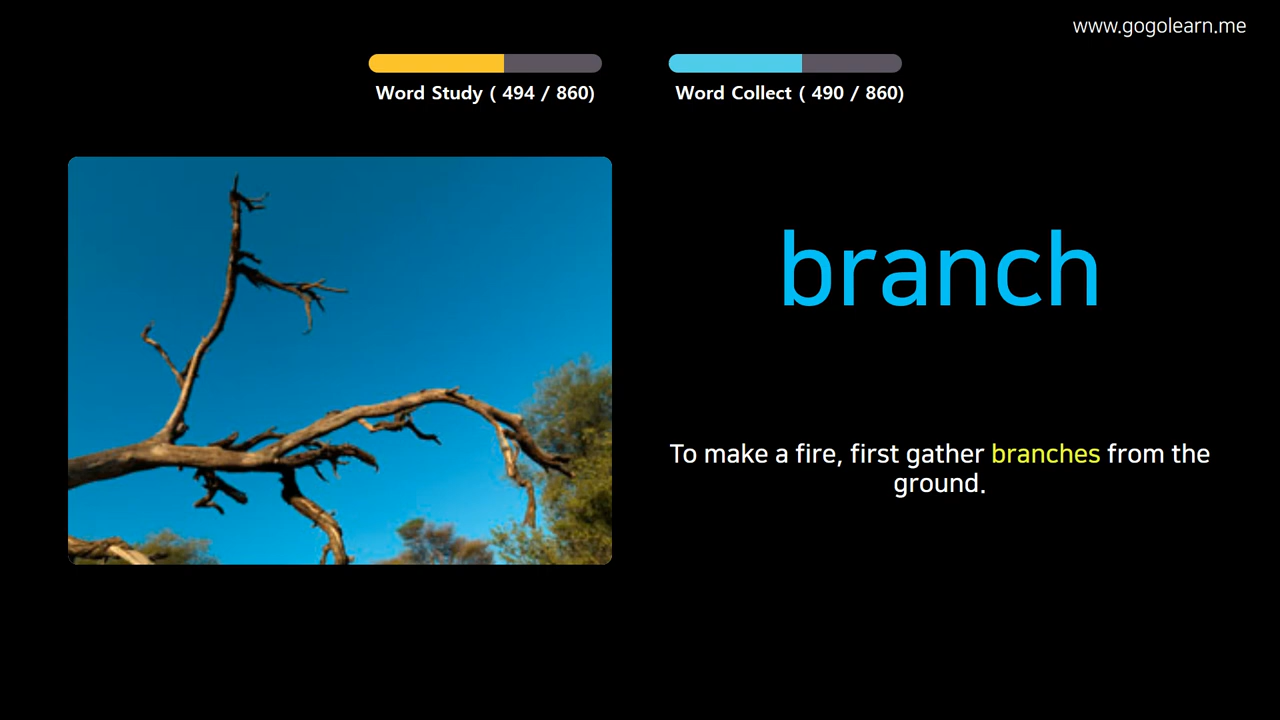 www.gogolearn.me
Word Study ( 494 / 860)
Word Collect ( 490 / 860)
branch
To make a fire, first gather branches from the
ground.